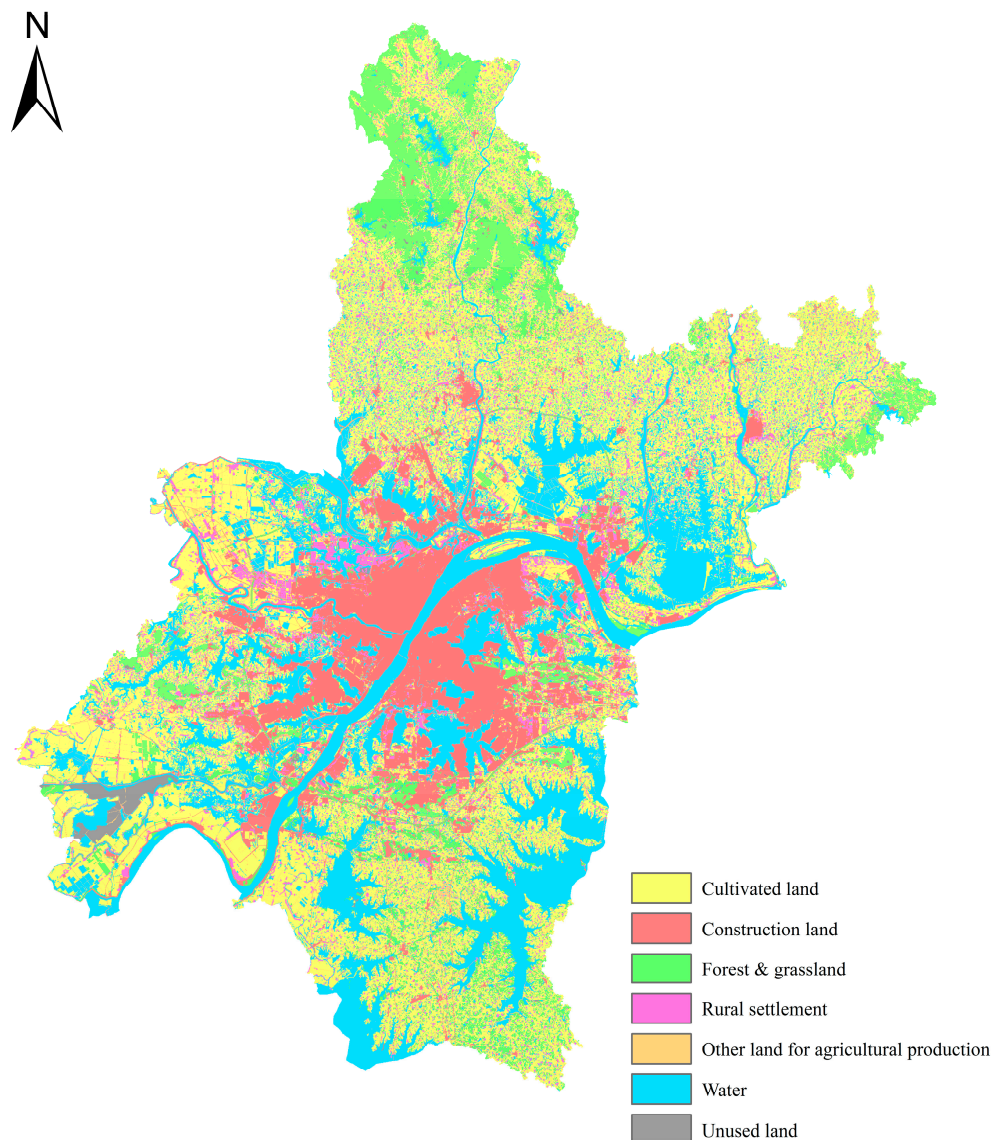 N
Cultivated land
Construction land
Forest & grassland
Rural settlement
Other land for agricultural production
Water
Unused land